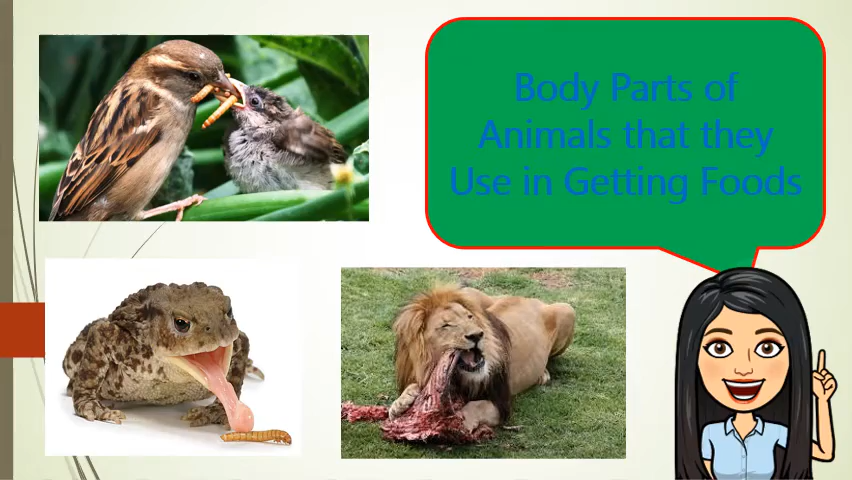 Body Parts of
Animals that they
Use in Getting Foods